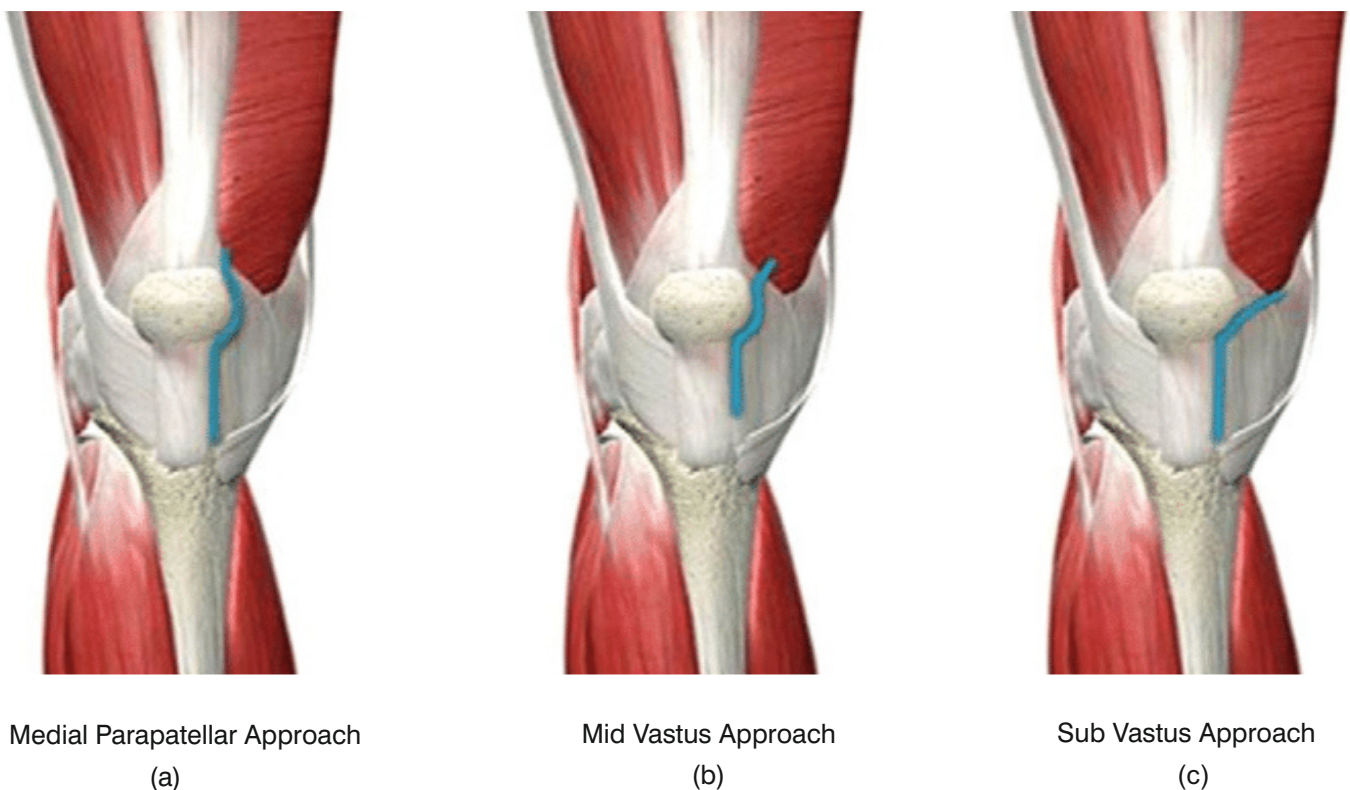 Medial Parapatellar Approach
(a)
Mid Vastus Approach
(b)
Sub Vastus Approach
(c)